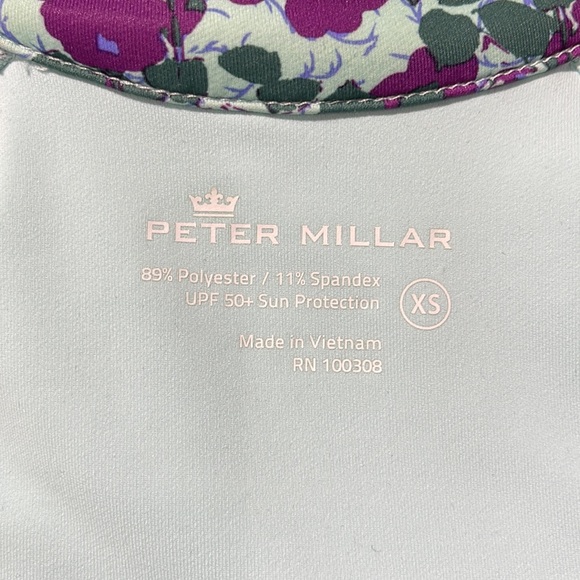 PETER MILLAR
89% Polyester / 11% Spandex
UPF 50+ Sun Protection
XS
Made in Vietnam
RN 100308